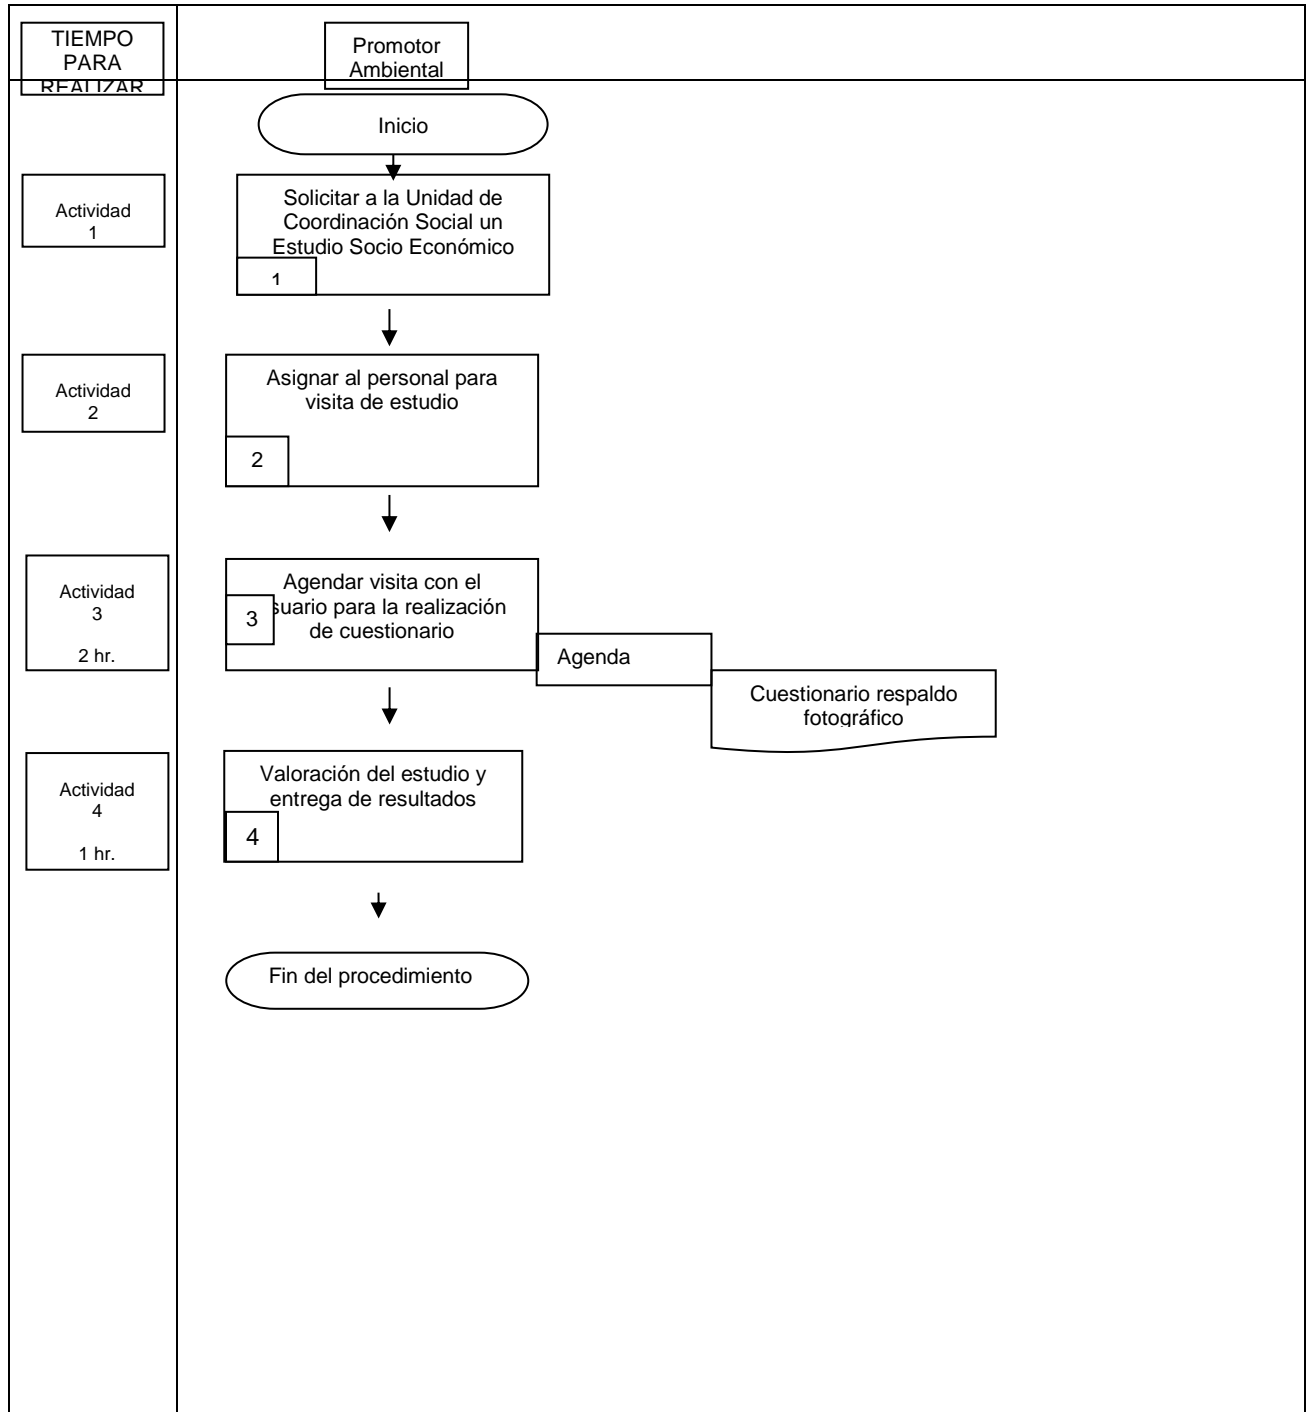 TIEMPO
PARA
REALIZAR
Promotor
Ambiental
Inicio
Actividad
1
Solicitar a la Unidad de
Coordinación Social un
Estudio Socio Económico
1
Actividad
2
Asignar al personal para
visita de estudio
2
Actividad
3
2 hr.
Agendar visita con el
suario para la realización
de cuestionario
3
Agenda
Cuestionario respaldo
fotográfico
Actividad
4
1 hr.
Valoración del estudio y
entrega de resultados
4
Fin del procedimiento